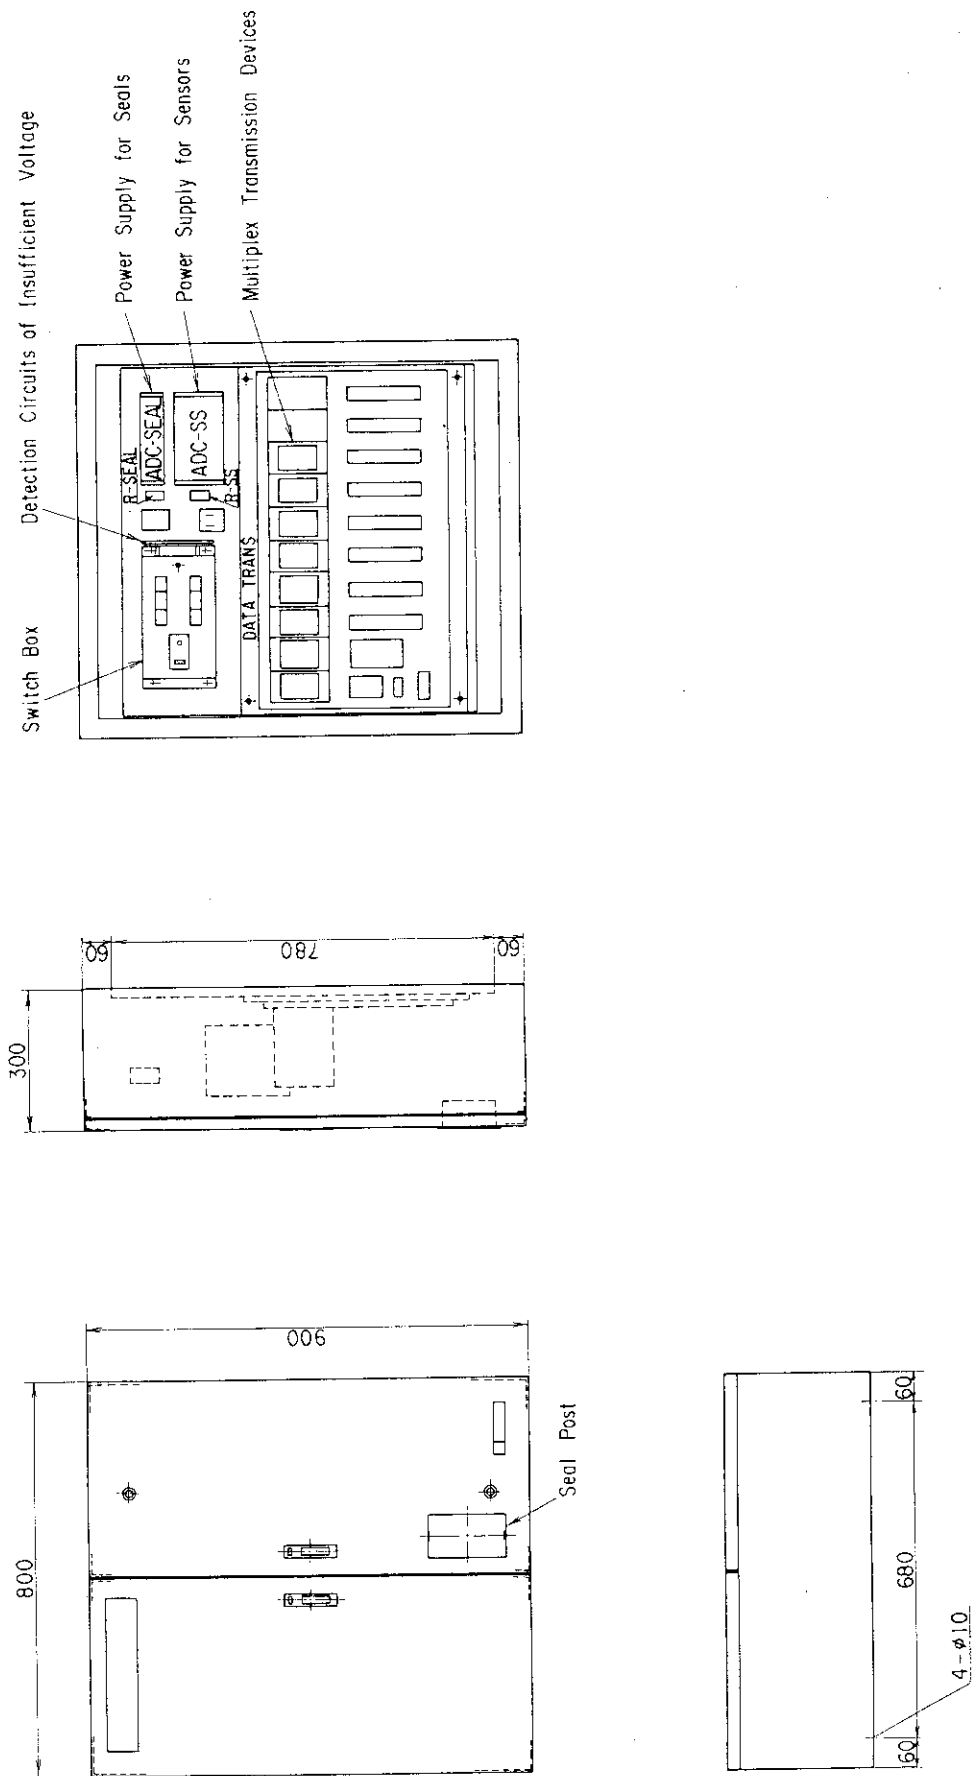 Switch Box
Detection Circuits of Insufficient Voltage
Power Supply for Seals
Power Supply for Sensors
Multiplex Transmission Devices
R-SEAL
ADC-SEAL
ADC-SS
R-SS
DATA TRANS
300
60
780
60
800
900
Seal Post
60
680
60
4-ø10